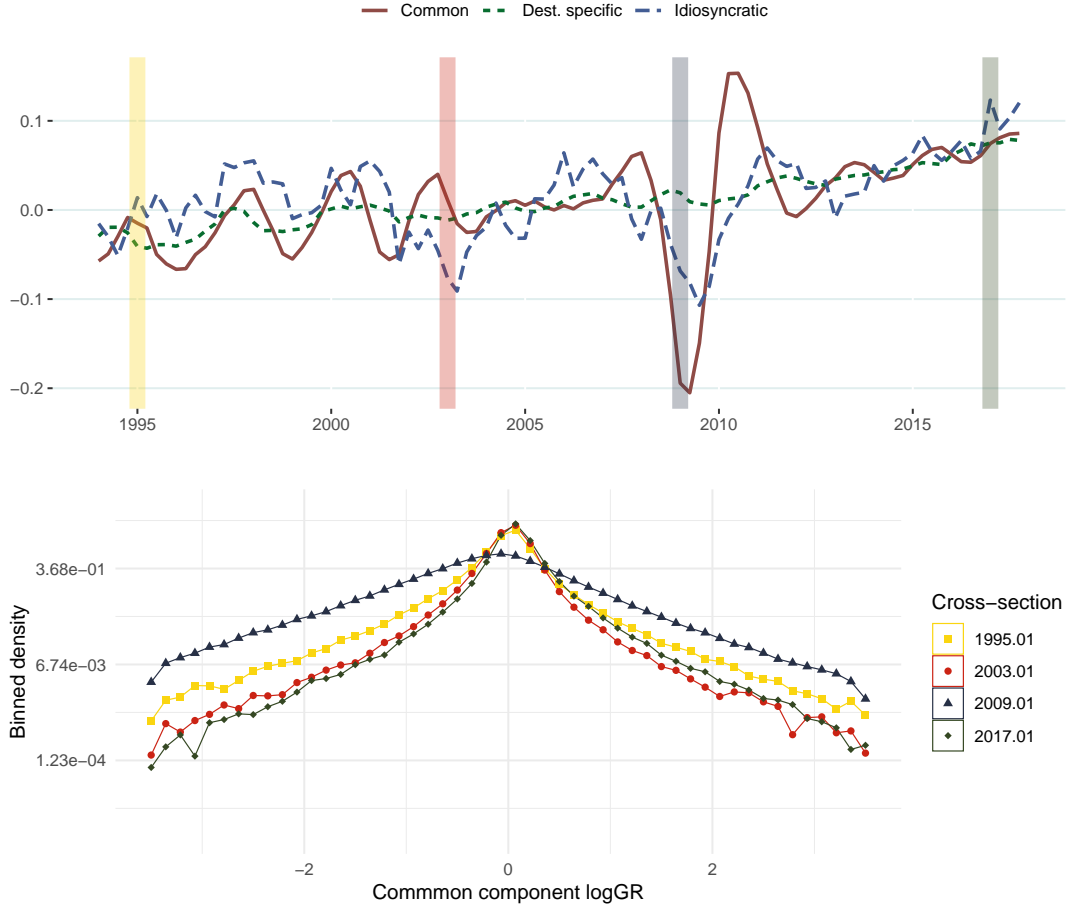 Common Dest. specific Idiosyncratic
0.1
0.0
−0.1
−0.2
1995 2000 2005 2010 2015
3.68e−01
6.74e−03
1.23e−04
Binned density
−2 0 2
Commmon component logGR
Cross−section
1995.01
2003.01
2009.01
2017.01